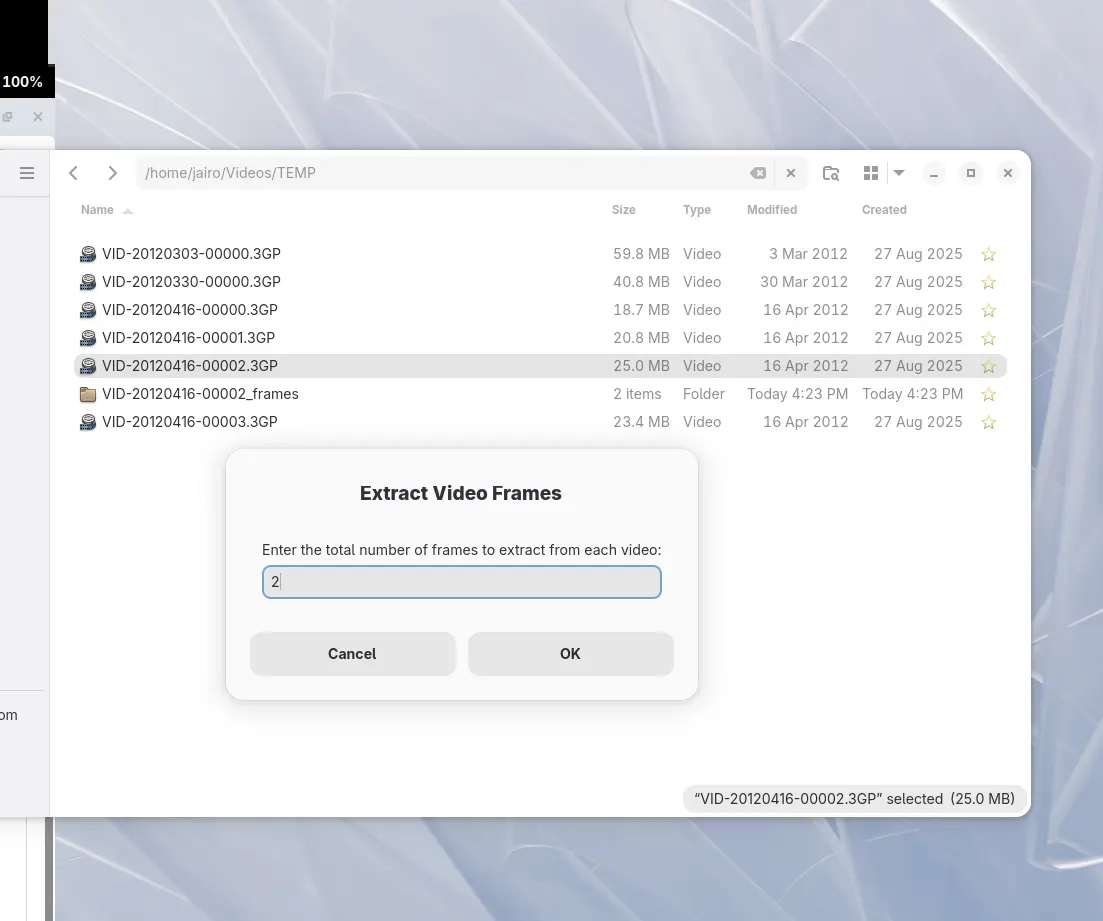 100%
/home/jairo/Videos/TEMP
Name Size Type Modified Created
VID-20120303-00000.3GP 59.8 MB Video 3 Mar 2012 27 Aug 2025
VID-20120330-00000.3GP 40.8 MB Video 30 Mar 2012 27 Aug 2025
VID-20120416-00000.3GP 18.7 MB Video 16 Apr 2012 27 Aug 2025
VID-20120416-00001.3GP 20.8 MB Video 16 Apr 2012 27 Aug 2025
VID-20120416-00002.3GP 25.0 MB Video 16 Apr 2012 27 Aug 2025
VID-20120416-00002_frames 2 items Folder Today 4:23 PM Today 4:23 PM
VID-20120416-00003.3GP 23.4 MB Video 16 Apr 2012 27 Aug 2025
Extract Video Frames
Enter the total number of frames to extract from each video:
2
Cancel OK
om
“VID-20120416-00002.3GP” selected (25.0 MB)